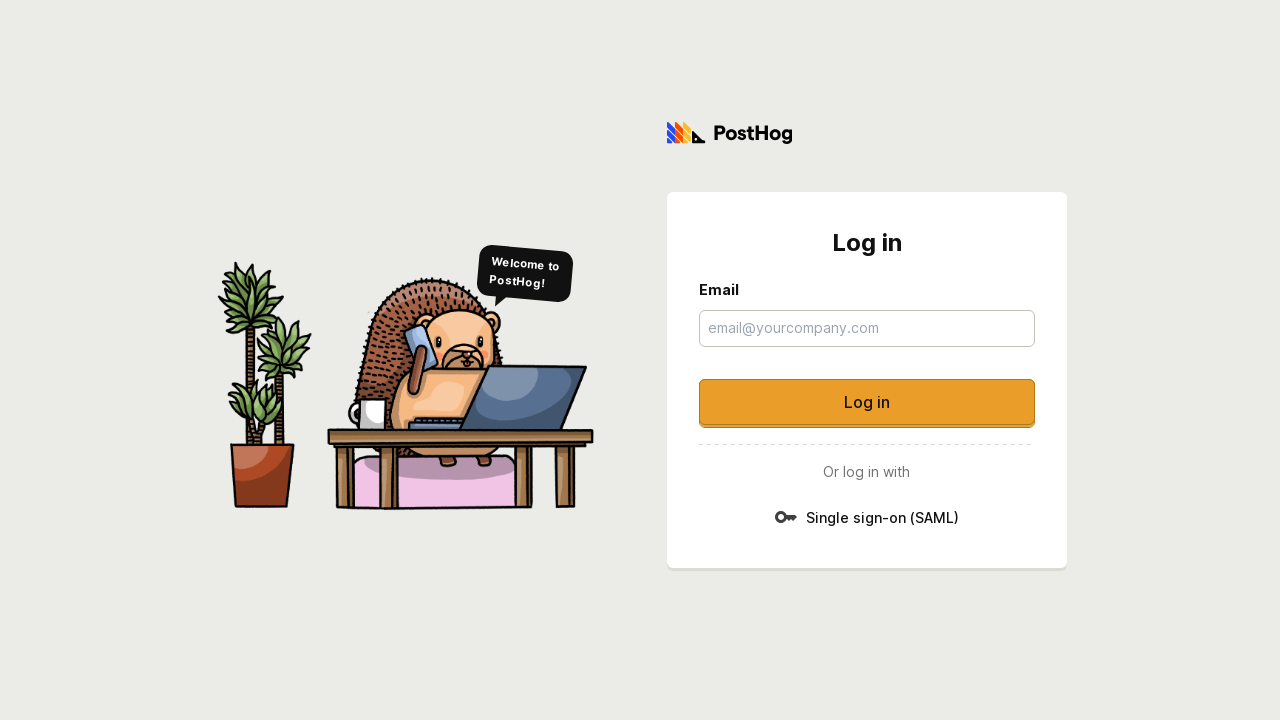 PostHog
Welcome to
PostHog!
Log in
Email
email@yourcompany.com
Log in
Or log in with
Single sign-on (SAML)